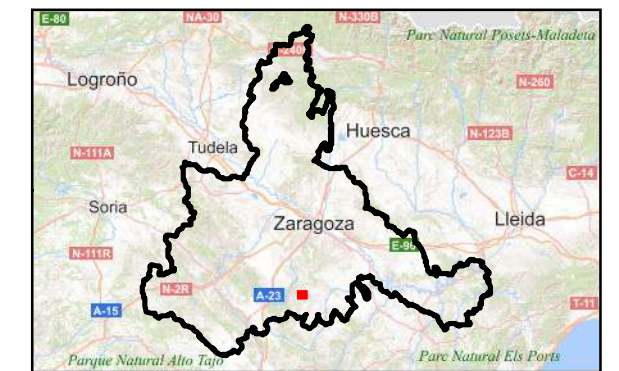 E-80 NA-30 N-330B
Parc Natural Posets-Maladeta
Logroño N-260
Huesca N-123B
N-111A Tudela
C-14
Soria Zaragoza Lleida
N-111R E-90
N-2R A-23
A-15 T-11
Parque Natural Alto Tajo Parc Natural Els Ports